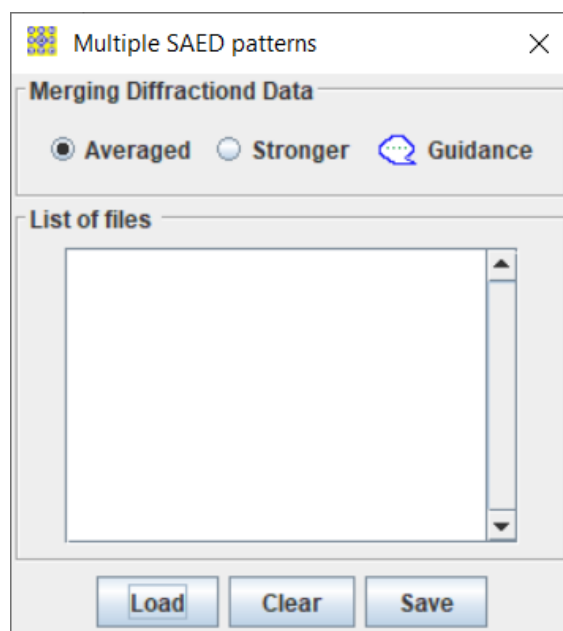 Multiple SAED patterns
Merging Diffractiond Data
Averaged Stronger Guidance
List of files
Load Clear Save